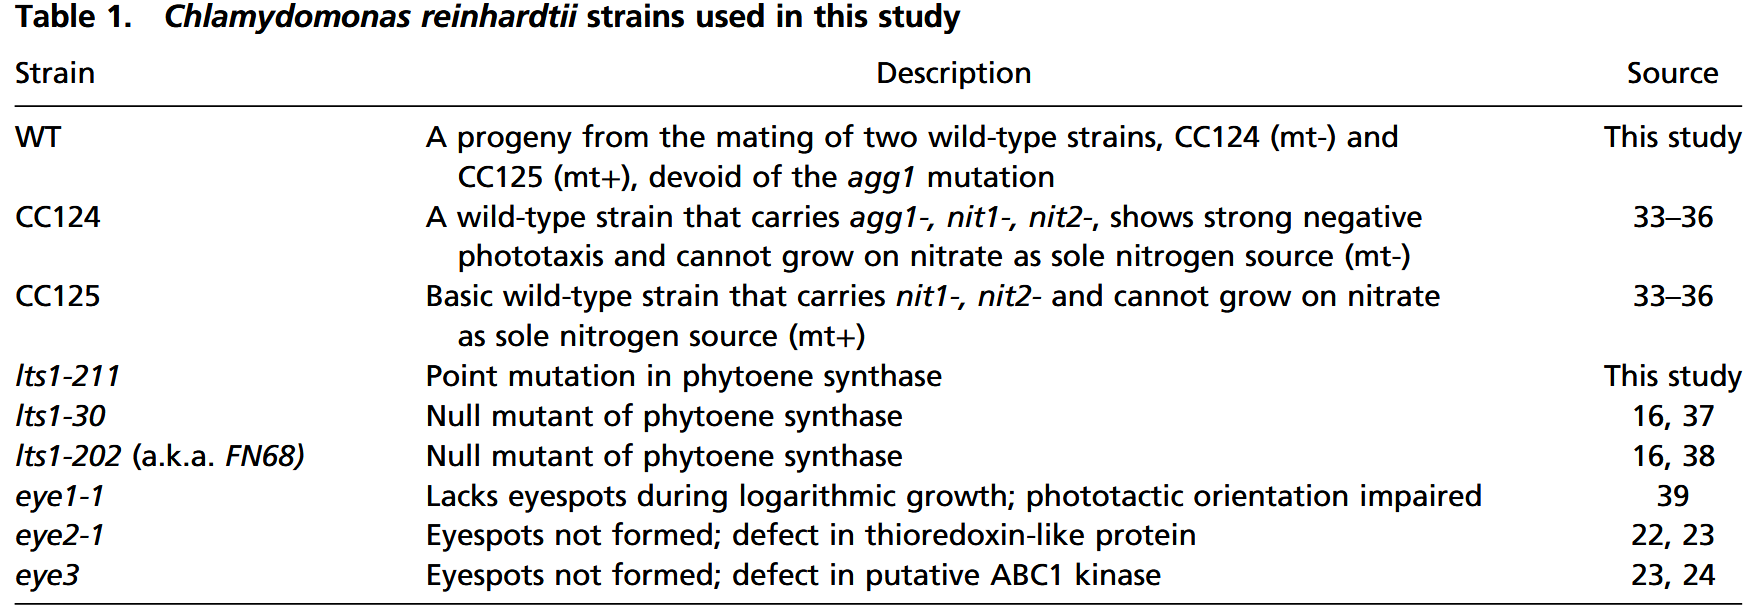 Table 1. Chlamydomonas reinhardtii strains used in this study
Strain Description Source
WT A progeny from the mating of two wild-type strains, CC124 (mt-) and This study
CC125 (mt+), devoid of the agg1 mutation
CC124 A wild-type strain that carries agg1-, nit1-, nit2-, shows strong negative 33–36
phototaxis and cannot grow on nitrate as sole nitrogen source (mt-)
CC125 Basic wild-type strain that carries nit1-, nit2- and cannot grow on nitrate 33–36
as sole nitrogen source (mt+)
lts1-211 Point mutation in phytoene synthase This study
lts1-30 Null mutant of phytoene synthase 16, 37
lts1-202 (a.k.a. FN68) Null mutant of phytoene synthase 16, 38
eye1-1 Lacks eyespots during logarithmic growth; phototactic orientation impaired 39
eye2-1 Eyespots not formed; defect in thioredoxin-like protein 22, 23
eye3 Eyespots not formed; defect in putative ABC1 kinase 23, 24